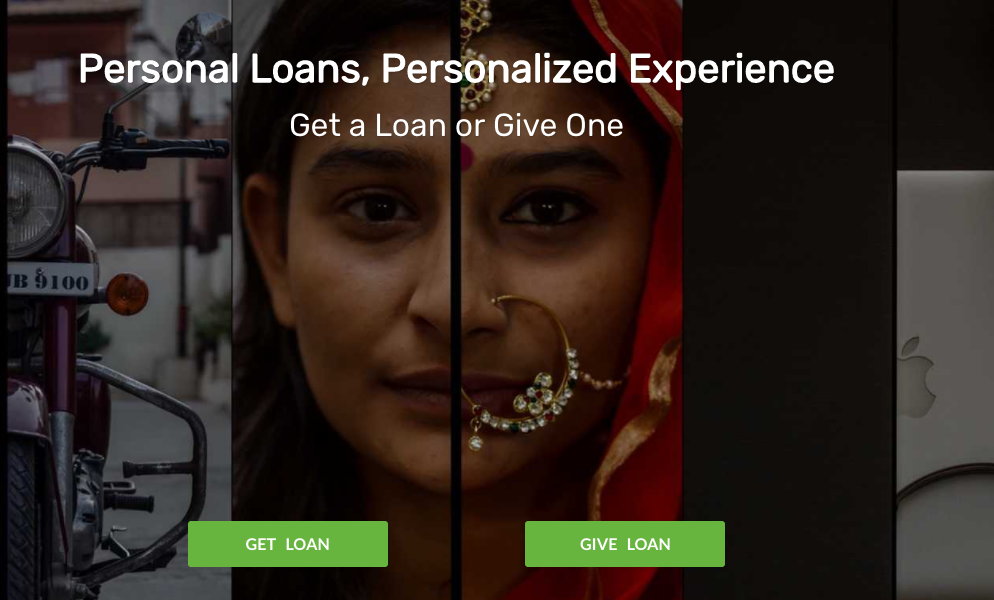 Personal Loans, Personalized Experience
Get a Loan or Give One
UB 9100
GET LOAN
GIVE LOAN